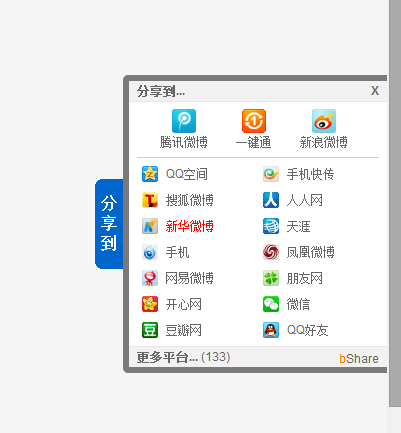 分享到...
X
腾讯微博 一键通 新浪微博
QQ空间 手机快传
搜狐微博 人人网
新华微博 天涯
手机 凤凰微博
网易微博 朋友网
开心网 微信
豆 豆瓣网 QQ好友
更多平台... (133) bShare
分
享
到